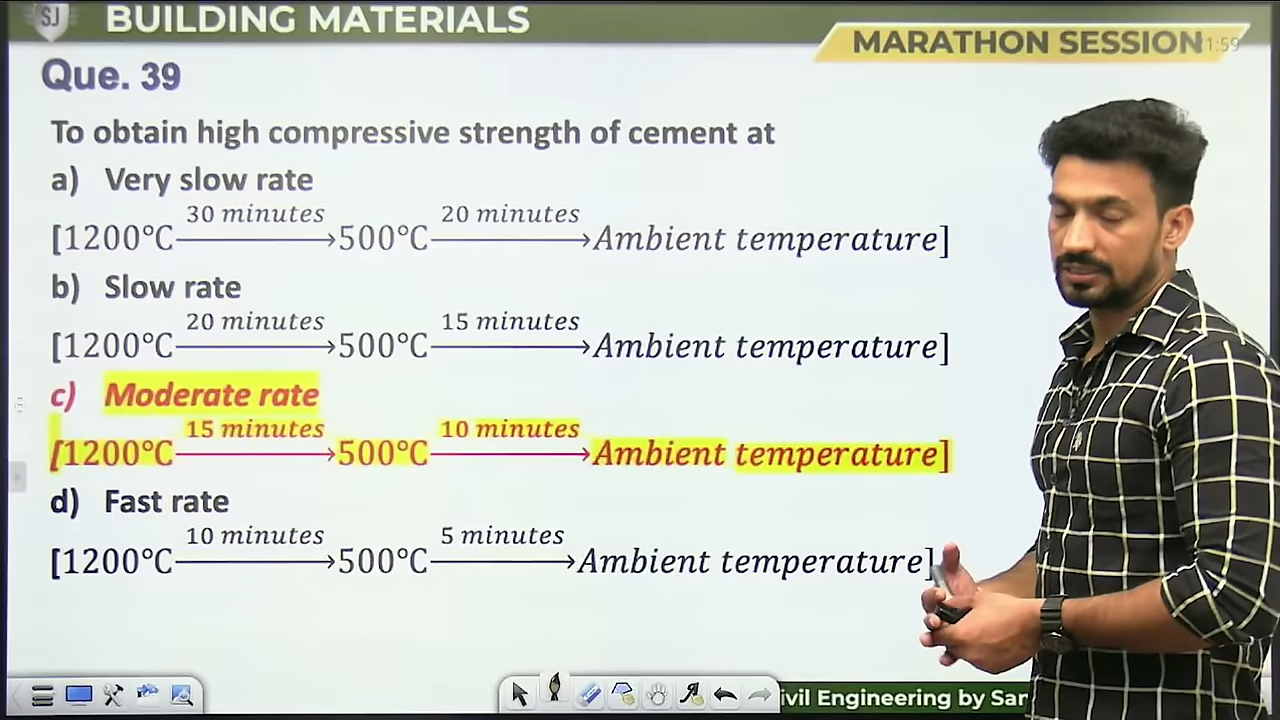 SJ
BUILDING MATERIALS
MARATHON SESSION
1:59
Que. 39
To obtain high compressive strength of cement at
a) Very slow rate
30 minutes 20 minutes
[1200°C → 500°C → Ambient temperature]
b) Slow rate
20 minutes 15 minutes
[1200°C → 500°C → Ambient temperature]
c) Moderate rate
15 minutes 10 minutes
[1200°C → 500°C → Ambient temperature]
d) Fast rate
10 minutes 5 minutes
[1200°C → 500°C → Ambient temperature]
ivil Engineering by San